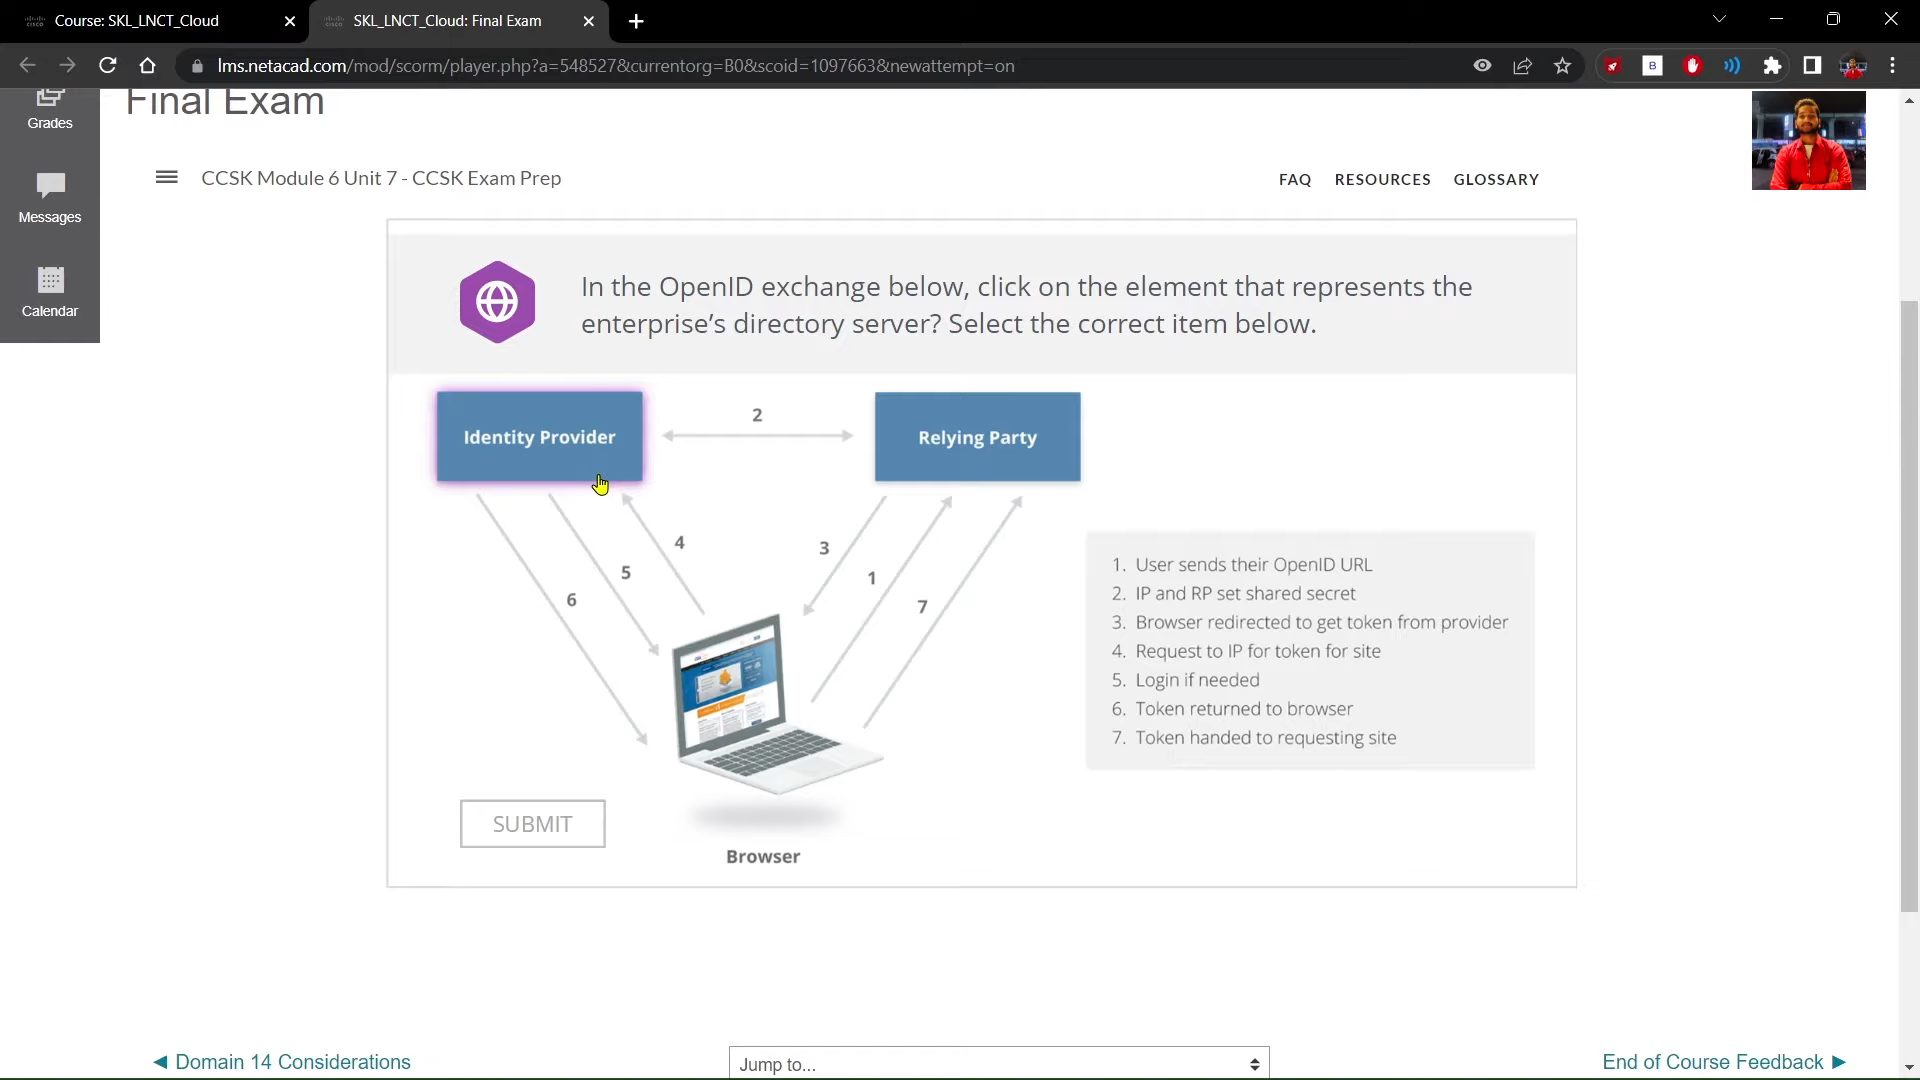 Course: SKL_LNCT_Cloud
SKL_LNCT_Cloud: Final Exam
lms.netacad.com/mod/scorm/player.php?a=548527&currentorg=B0&scoid=1097663&newattempt=on
Final Exam
Grades
Messages
Calendar
CCSK Module 6 Unit 7 - CCSK Exam Prep
FAQ RESOURCES GLOSSARY
In the OpenID exchange below, click on the element that represents the
enterprise's directory server? Select the correct item below.
Identity Provider
2
Relying Party
4
3
5
1
6
7
1. User sends their OpenID URL
2. IP and RP set shared secret
3. Browser redirected to get token from provider
4. Request to IP for token for site
5. Login if needed
6. Token returned to browser
7. Token handed to requesting site
SUBMIT
Browser
◀ Domain 14 Considerations
Jump to...
End of Course Feedback ▶